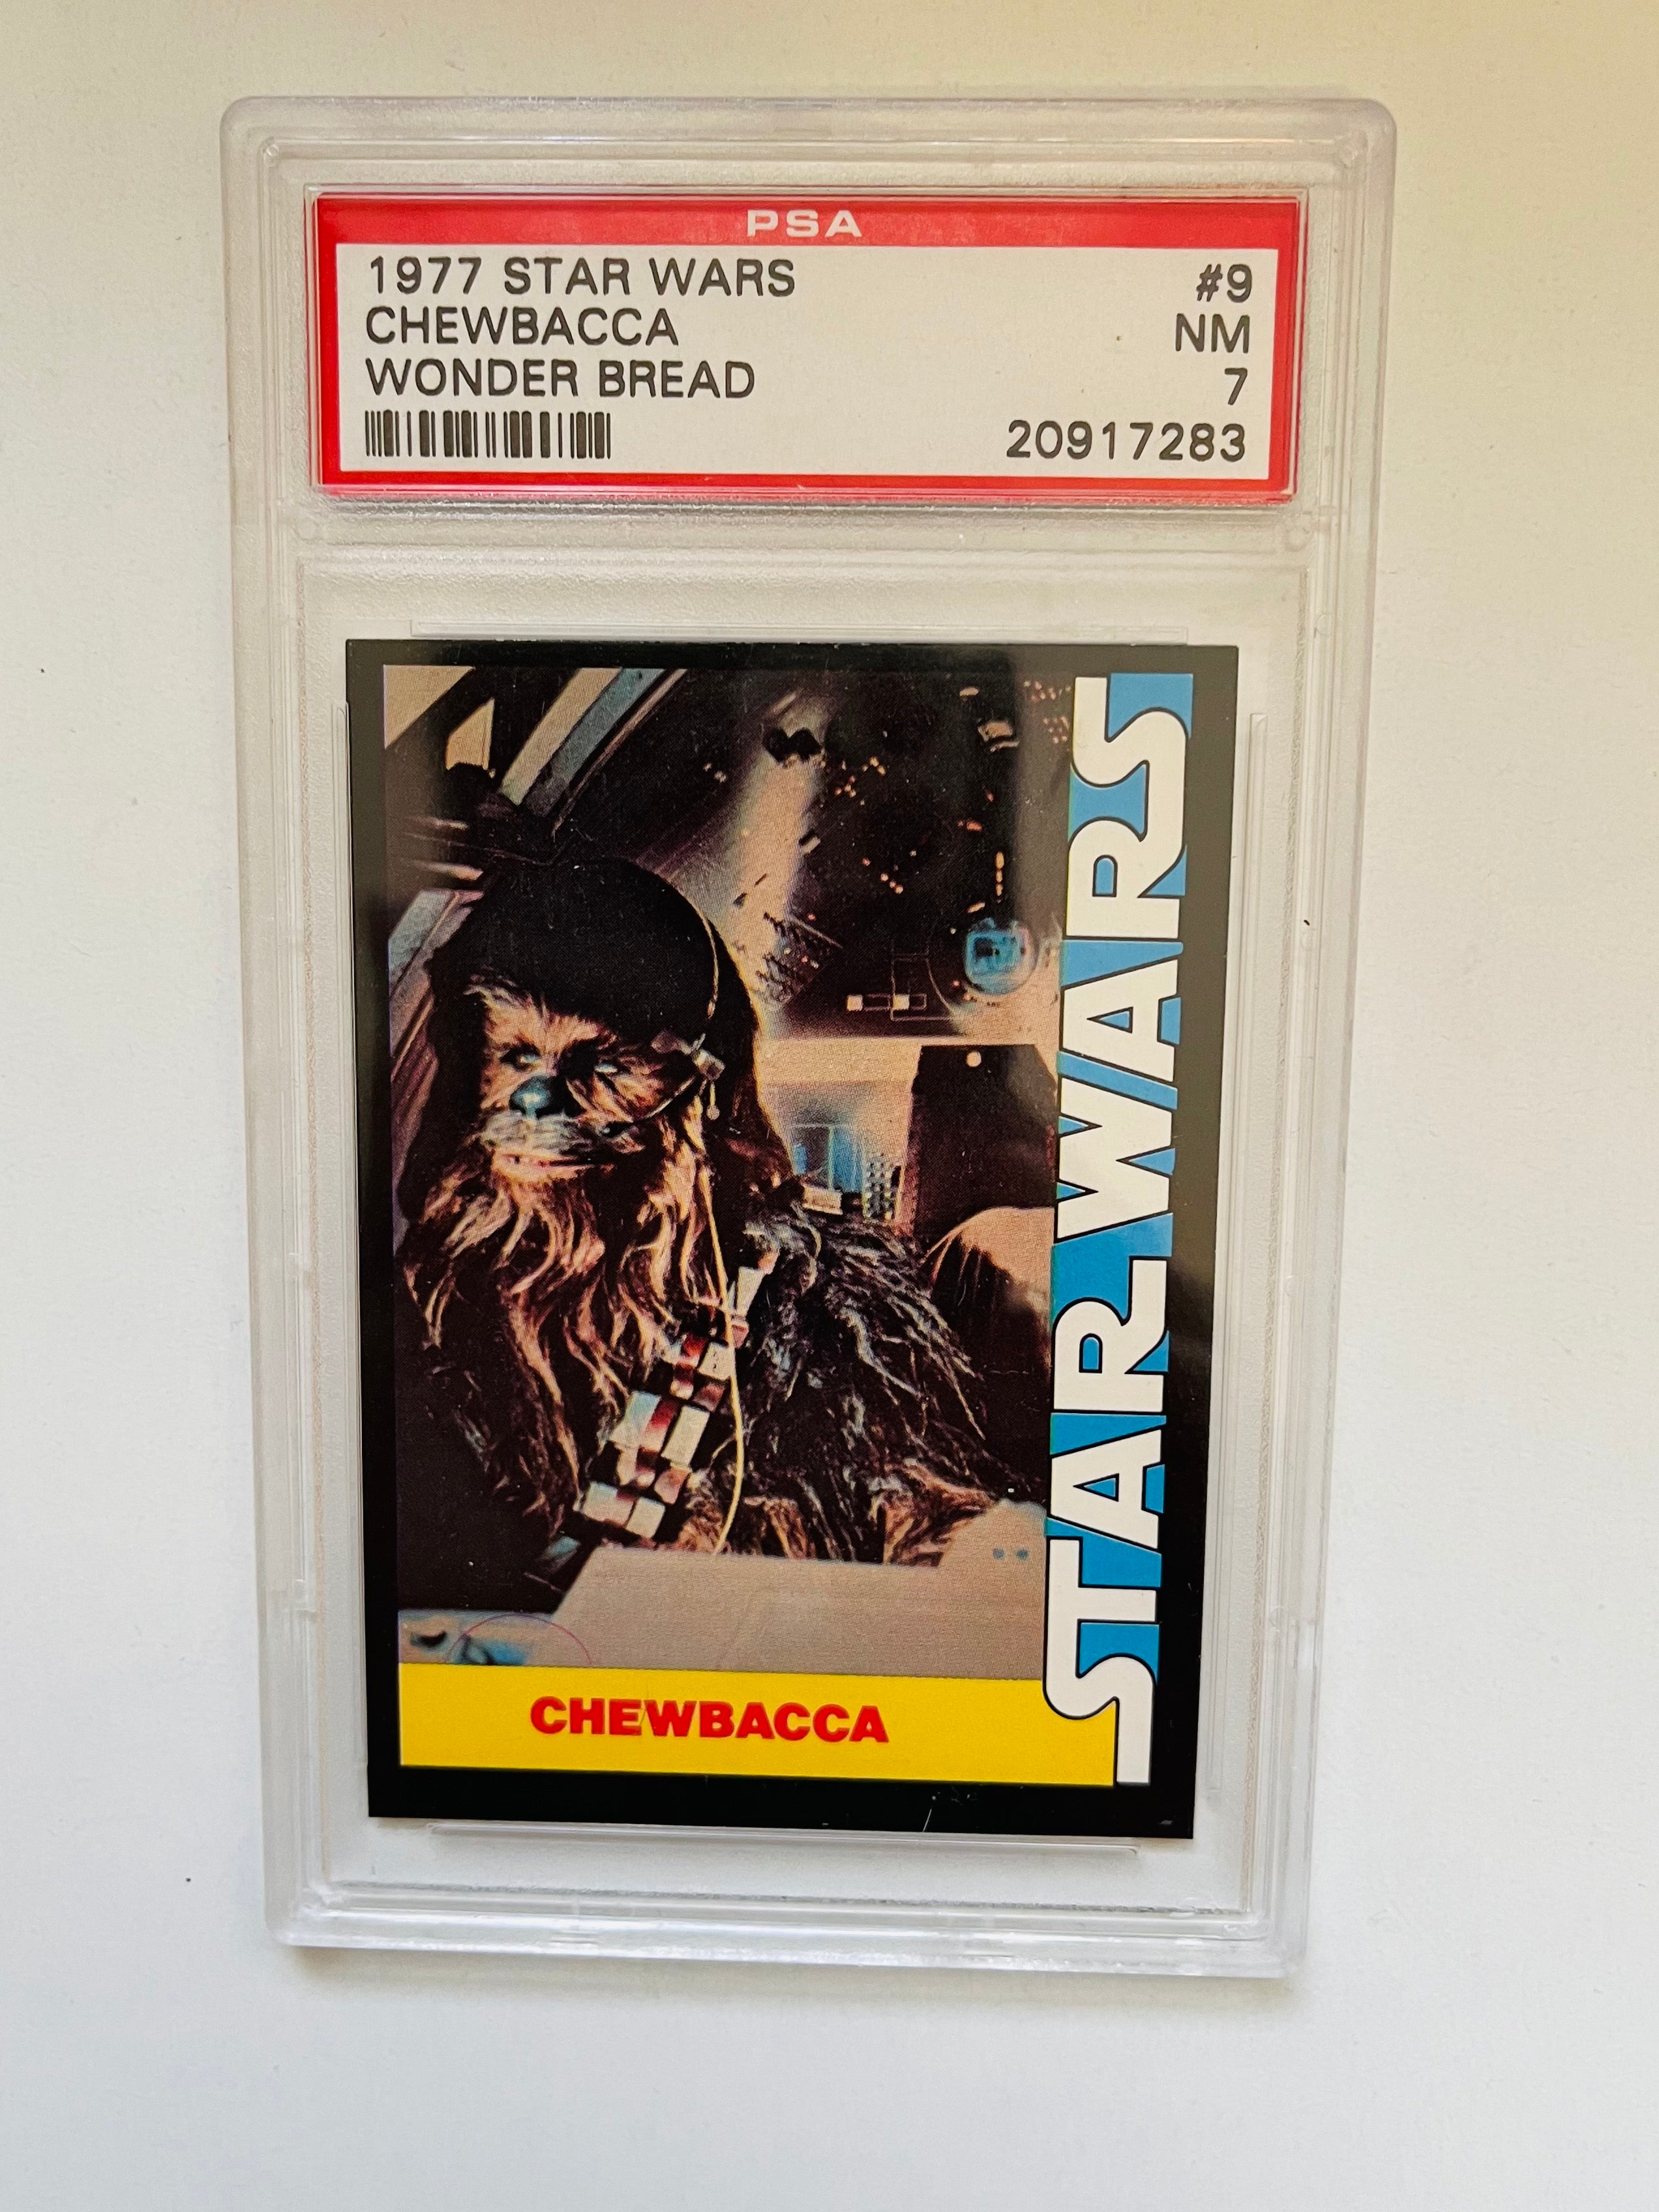 PSA
1977 STAR WARS #9
CHEWBACCA NM
WONDER BREAD 7
20917283
STAR WARS
CHEWBACCA